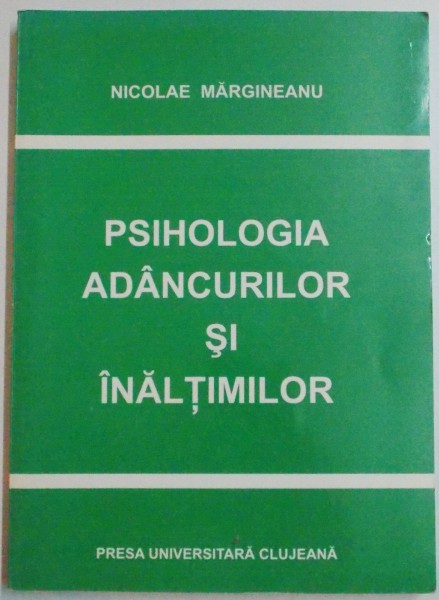 NICOLAE MĂRGINEANU
PSIHOLOGIA
ADÂNCURILOR
ŞI
ÎNĂLŢIMILOR
PRESA UNIVERSITARĂ CLUJEANĂ